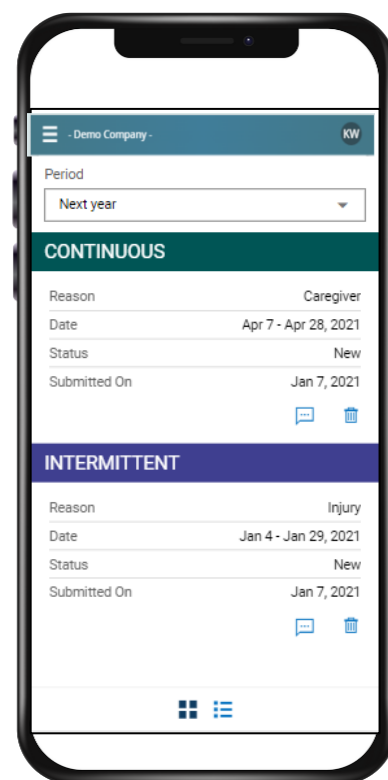 - Demo Company -
KW
Period
Next year
CONTINUOUS
Reason Caregiver
Date Apr 7 - Apr 28, 2021
Status New
Submitted On Jan 7, 2021
INTERMITTENT
Reason Injury
Date Jan 4 - Jan 29, 2021
Status New
Submitted On Jan 7, 2021